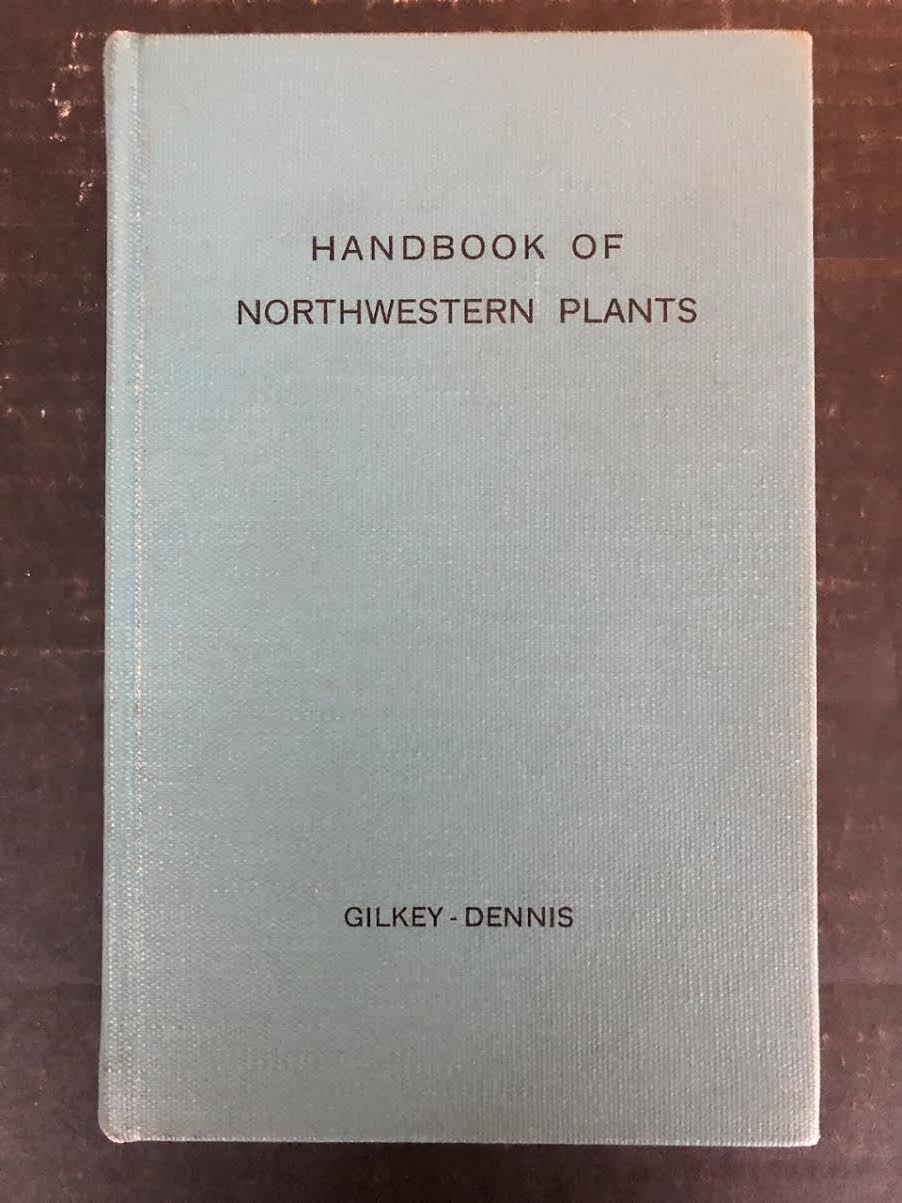 HANDBOOK OF
NORTHWESTERN PLANTS
GILKEY - DENNIS